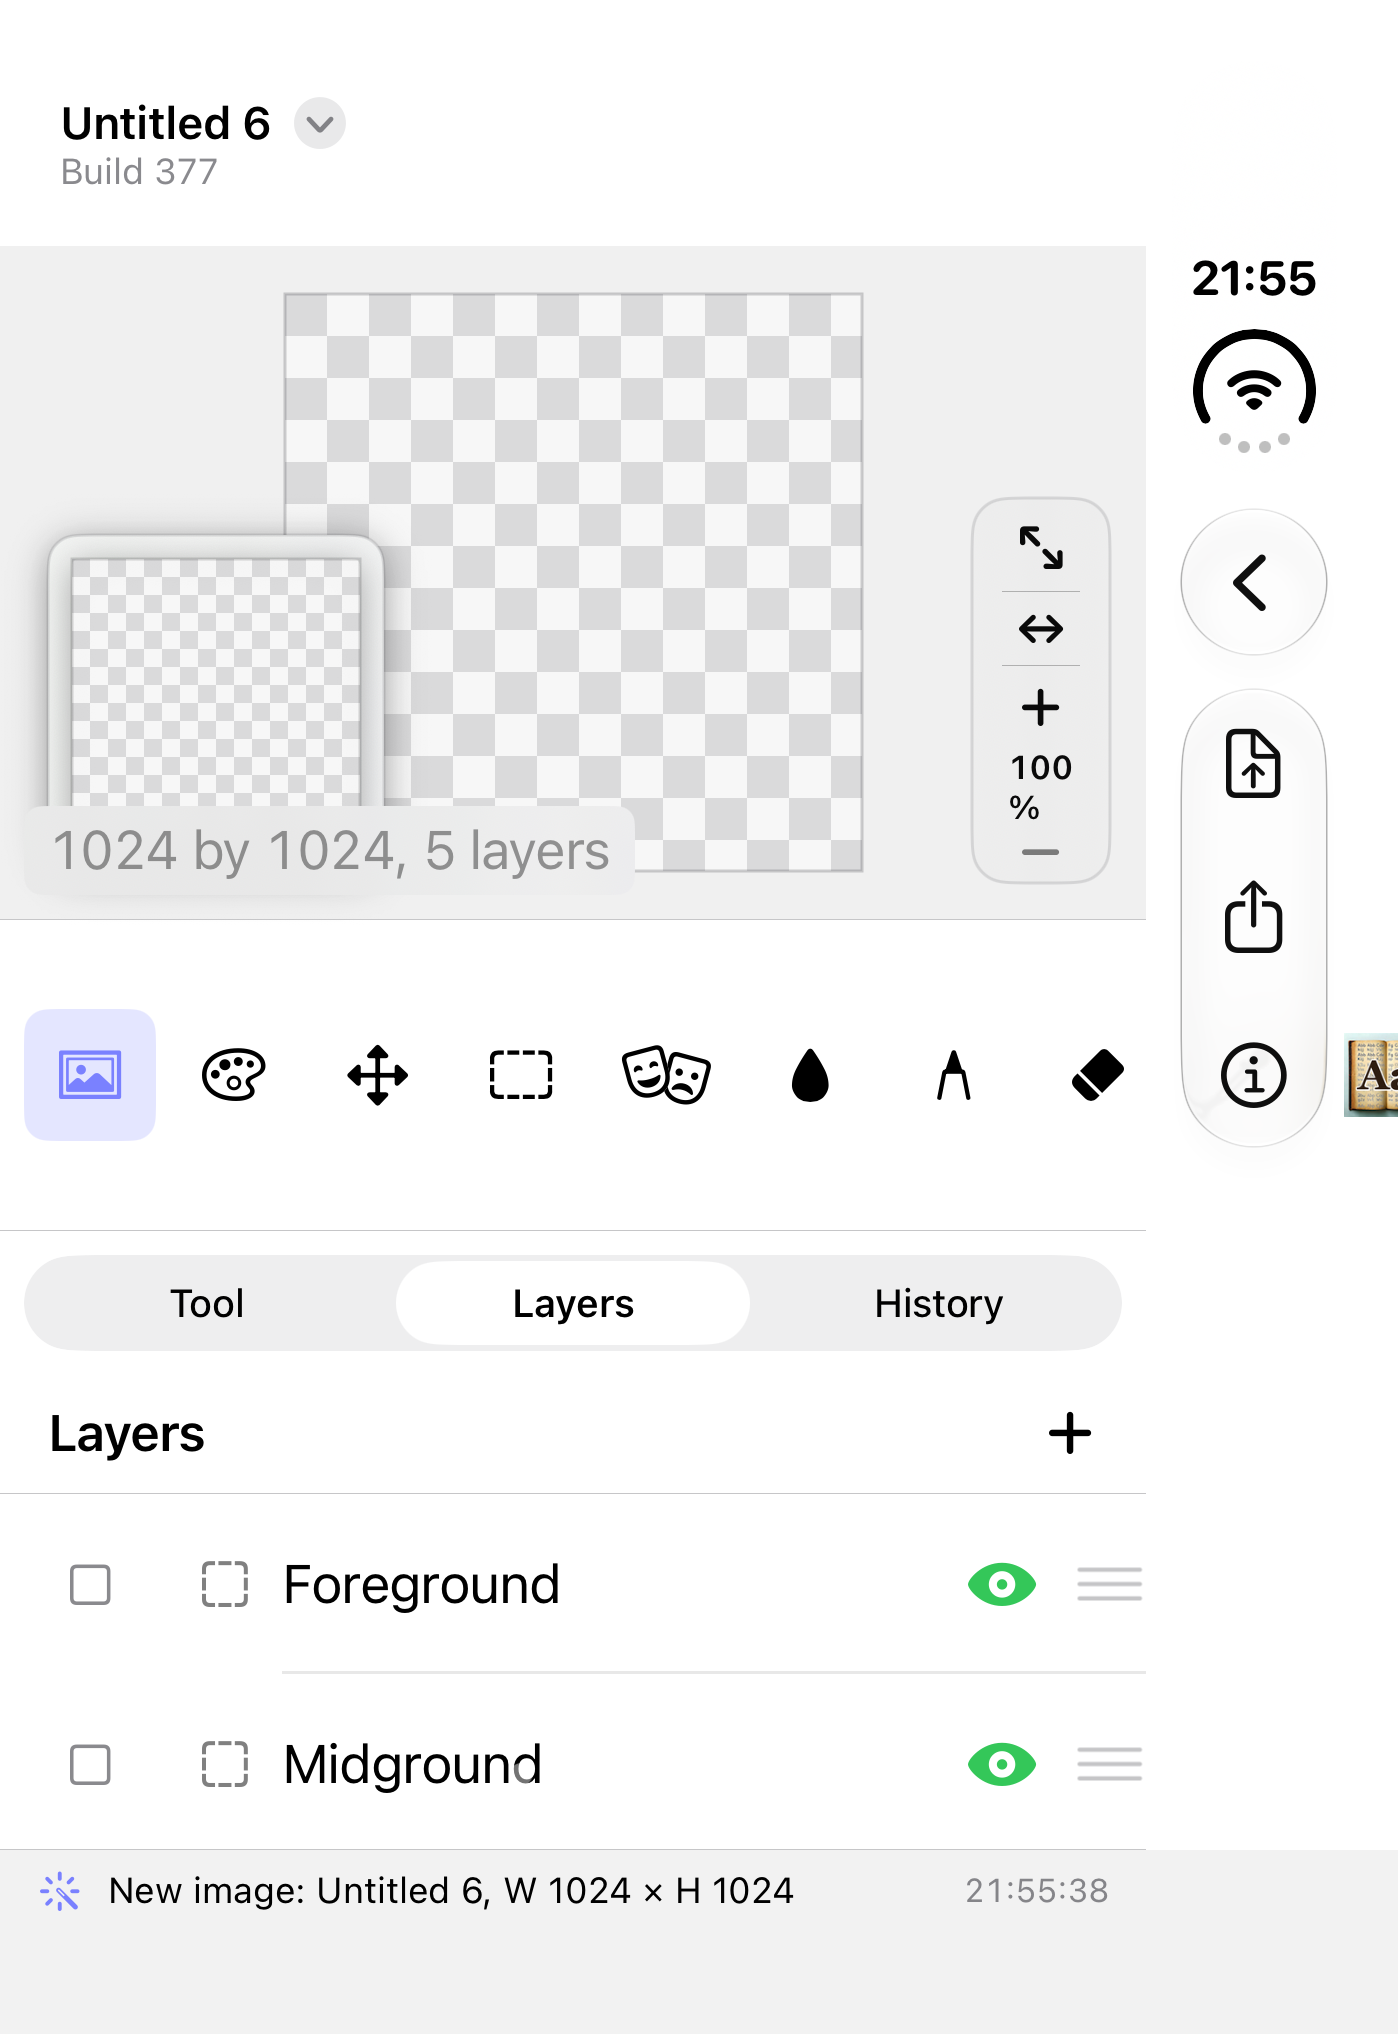 Untitled 6
Build 377
21:55
100
%
1024 by 1024, 5 layers
Tool
Layers
History
Layers
Foreground
Midground
New image: Untitled 6, W 1024 × H 1024
21:55:38